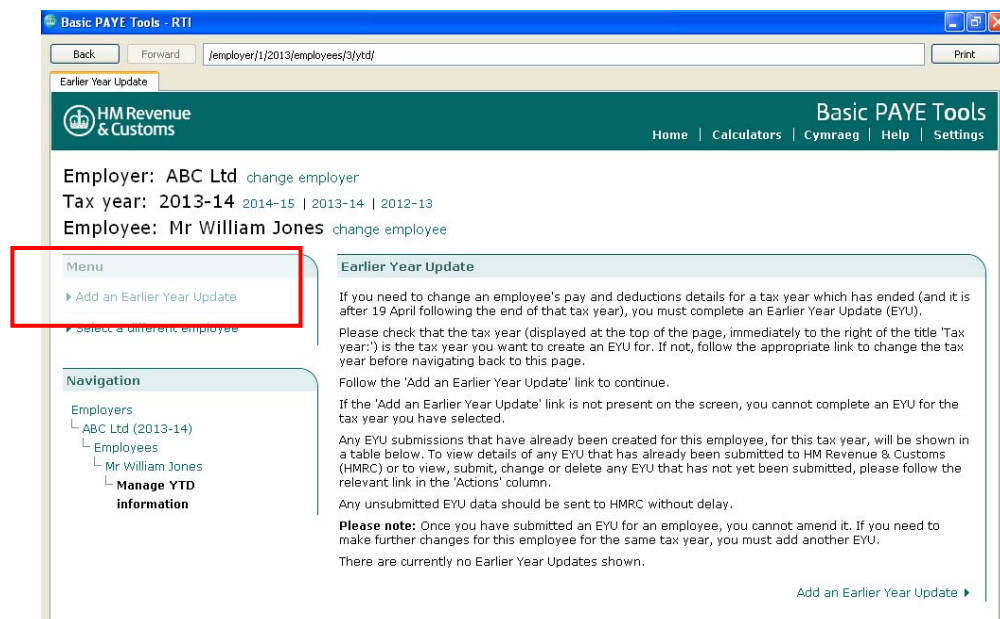 Basic PAYE Tools - RTI
Back Forward /employer/1/2013/employees/3/ytd/ Print
Earlier Year Update
HM Revenue
& Customs
Basic PAYE Tools
Home | Calculators | Cymraeg | Help | Settings
Employer: ABC Ltd change employer
Tax year: 2013-14 2014-15 | 2013-14 | 2012-13
Employee: Mr William Jones change employee
Menu
Add an Earlier Year Update
Select a different employee
Navigation
Employers
ABC Ltd (2013-14)
Employees
Mr William Jones
Manage YTD
information
Earlier Year Update
If you need to change an employee's pay and deductions details for a tax year which has ended (and it is
after 19 April following the end of that tax year), you must complete an Earlier Year Update (EYU).
Please check that the tax year (displayed at the top of the page, immediately to the right of the title 'Tax
year:') is the tax year you want to create an EYU for. If not, follow the appropriate link to change the tax
year before navigating back to this page.
Follow the 'Add an Earlier Year Update' link to continue.
If the 'Add an Earlier Year Update' link is not present on the screen, you cannot complete an EYU for the
tax year you have selected.
Any EYU submissions that have already been created for this employee, for this tax year, will be shown in
a table below. To view details of any EYU that has already been submitted to HM Revenue & Customs
(HMRC) or to view, submit, change or delete any EYU that has not yet been submitted, please follow the
relevant link in the 'Actions' column.
Any unsubmitted EYU data should be sent to HMRC without delay.
Please note: Once you have submitted an EYU for an employee, you cannot amend it. If you need to
make further changes for this employee for the same tax year, you must add another EYU.
There are currently no Earlier Year Updates shown.
Add an Earlier Year Update